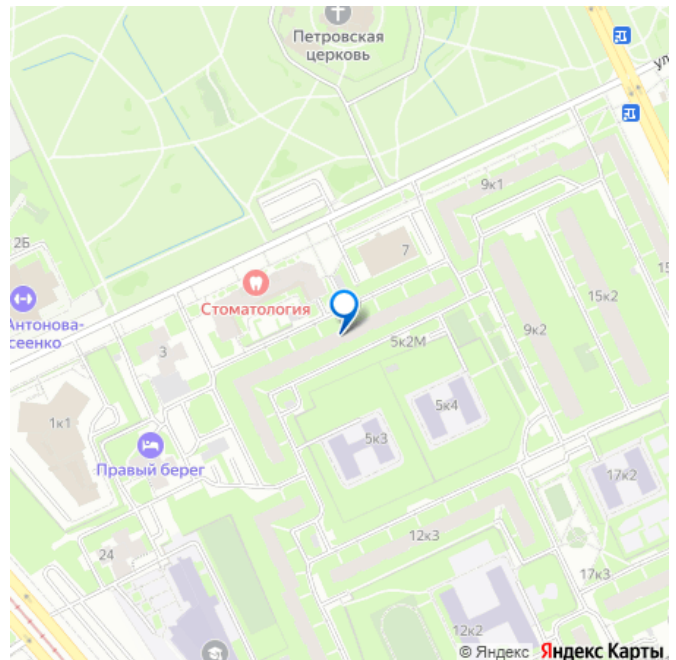 Петровская
церковь
ул
9к1
2Б
7
Стоматология
15
15к2
Антонова-
сеенко
3
5к2М
9к2
1к1
5к4
5к3
Правый берег
17к2
12к3
24
17к3
12к2
© Яндекс Яндекс Карты